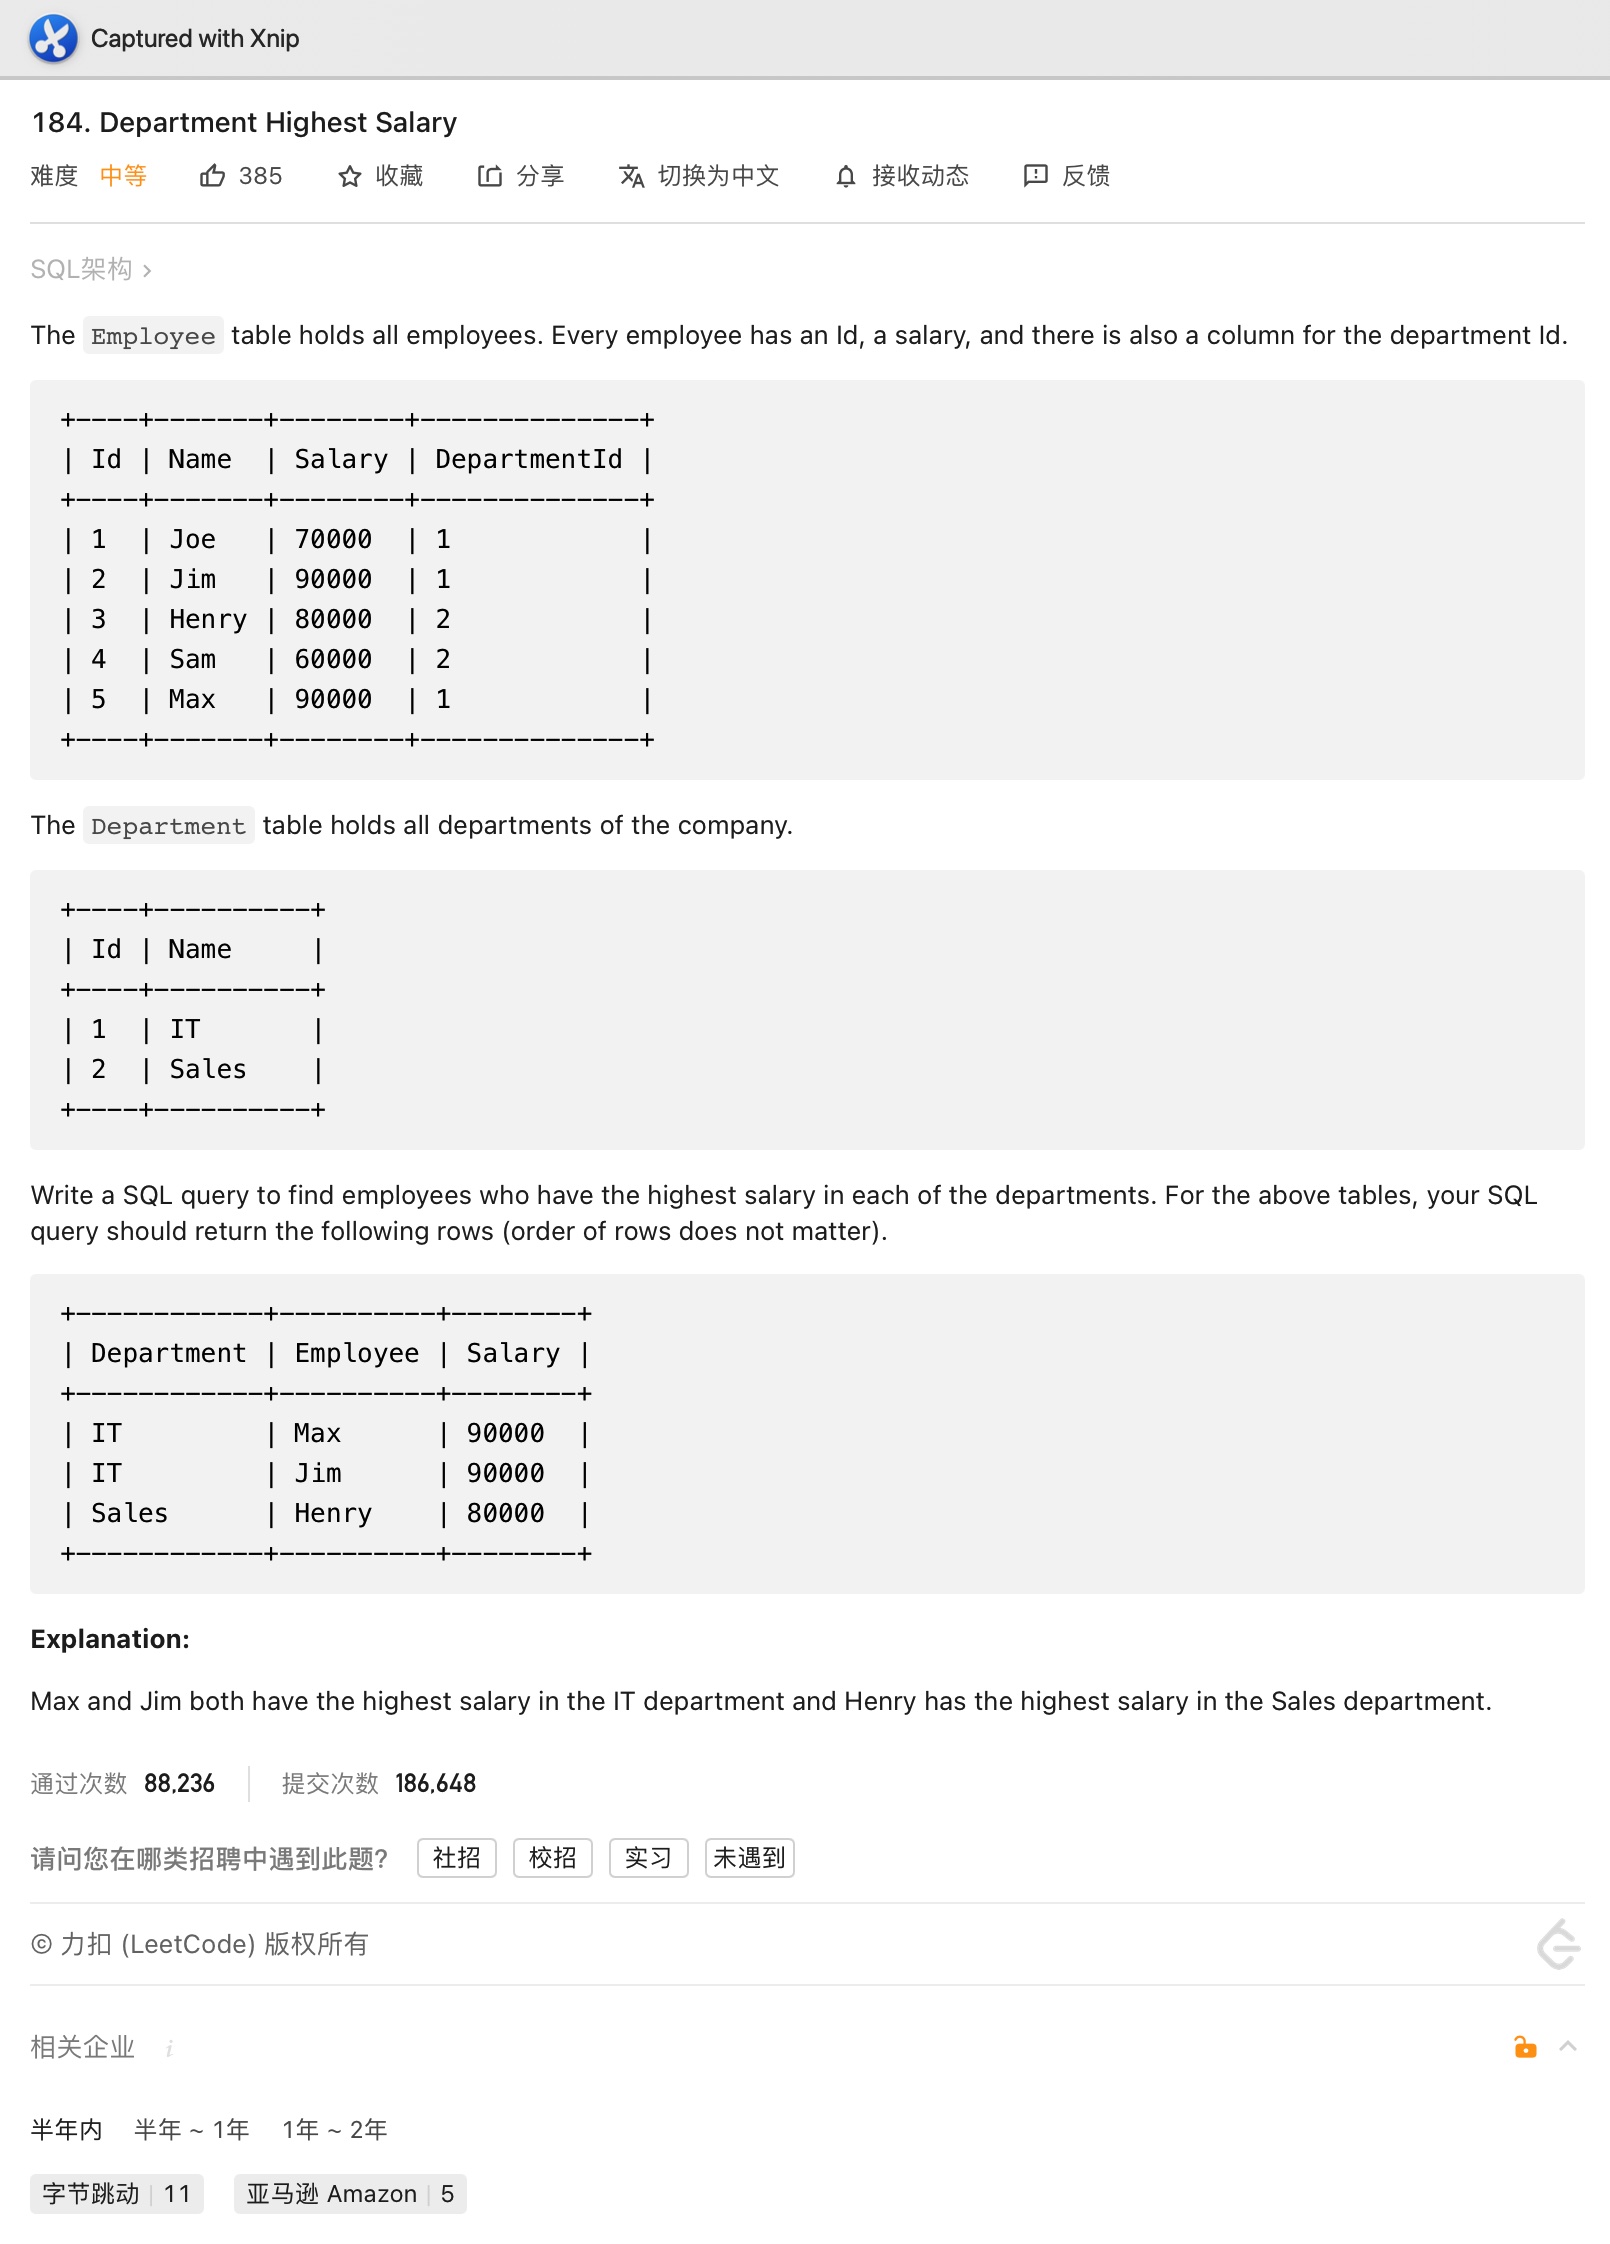 Captured with Xnip
184. Department Highest Salary
难度 中等 385 收藏 分享 切换为中文 接收动态 反馈
SQL架构 >
The Employee table holds all employees. Every employee has an Id, a salary, and there is also a column for the department Id.
+----+-------+--------+--------------+
| Id | Name  | Salary | DepartmentId |
+----+-------+--------+--------------+
| 1  | Joe   | 70000  | 1            |
| 2  | Jim   | 90000  | 1            |
| 3  | Henry | 80000  | 2            |
| 4  | Sam   | 60000  | 2            |
| 5  | Max   | 90000  | 1            |
+----+-------+--------+--------------+
The Department table holds all departments of the company.
+----+----------+
| Id | Name     |
+----+----------+
| 1  | IT       |
| 2  | Sales    |
+----+----------+
Write a SQL query to find employees who have the highest salary in each of the departments. For the above tables, your SQL
query should return the following rows (order of rows does not matter).
+------------+----------+--------+
| Department | Employee | Salary |
+------------+----------+--------+
| IT         | Max      | 90000  |
| IT         | Jim      | 90000  |
| Sales      | Henry    | 80000  |
+------------+----------+--------+
Explanation:
Max and Jim both have the highest salary in the IT department and Henry has the highest salary in the Sales department.
通过次数 88,236 提交次数 186,648
请问您在哪类招聘中遇到此题? 社招 校招 实习 未遇到
© 力扣 (LeetCode) 版权所有
相关企业 i
半年内 半年 ~ 1年 1年 ~ 2年
字节跳动 | 11 亚马逊 Amazon | 5